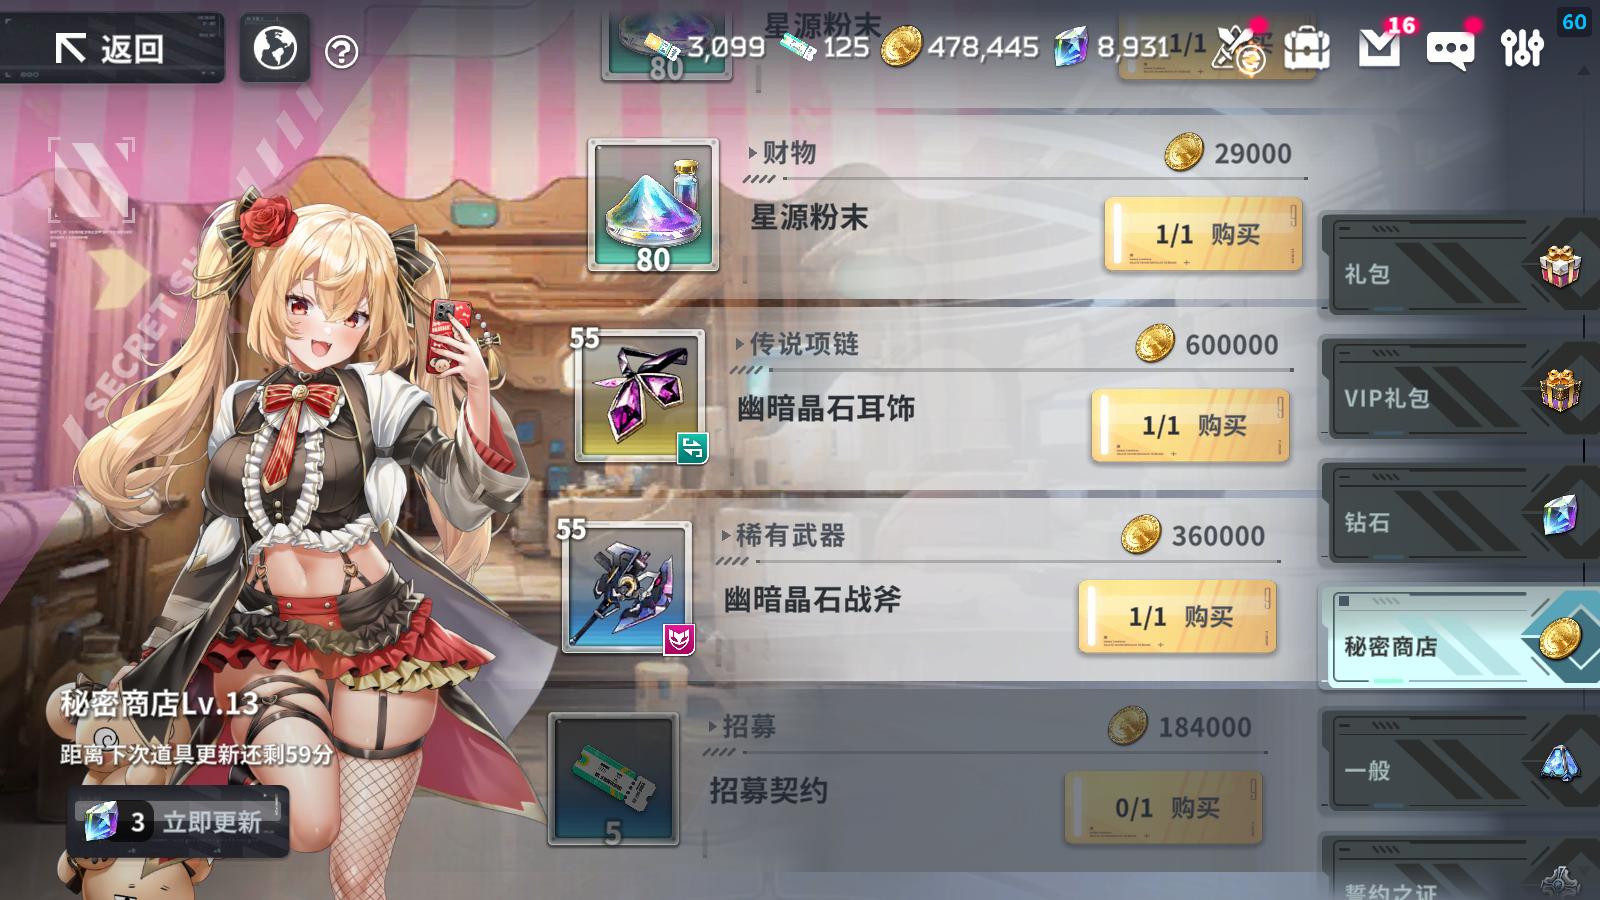 返回
星源粉末
80
3,099
125
478,445
8,931
1/1
买
16
60
SECRET SH
财物
29000
星源粉末
80
1/1 购买
55
传说项链
600000
幽暗晶石耳饰
1/1 购买
55
稀有武器
360000
幽暗晶石战斧
1/1 购买
招募
184000
招募契约
5
0/1 购买
礼包
VIP礼包
钻石
秘密商店
一般
誓约之证
秘密商店Lv.13
距离下次道具更新还剩59分
3 立即更新